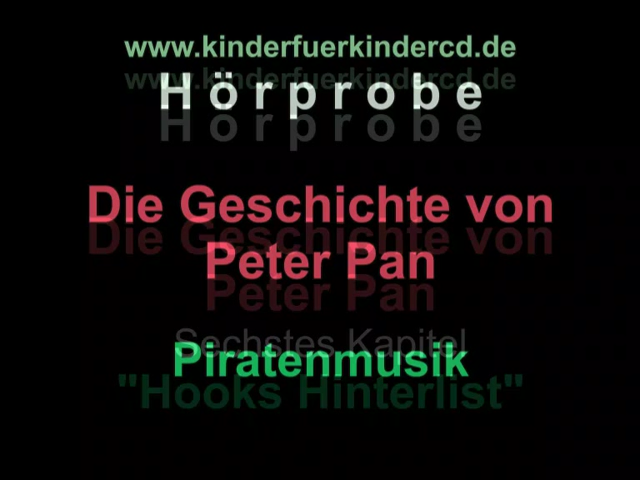 www.kinderfuerkindercd.de
Hörprobe
Die Geschichte von
Peter Pan
Sechstes Kapitel
Piratenmusik
"Hooks Hinterlist"